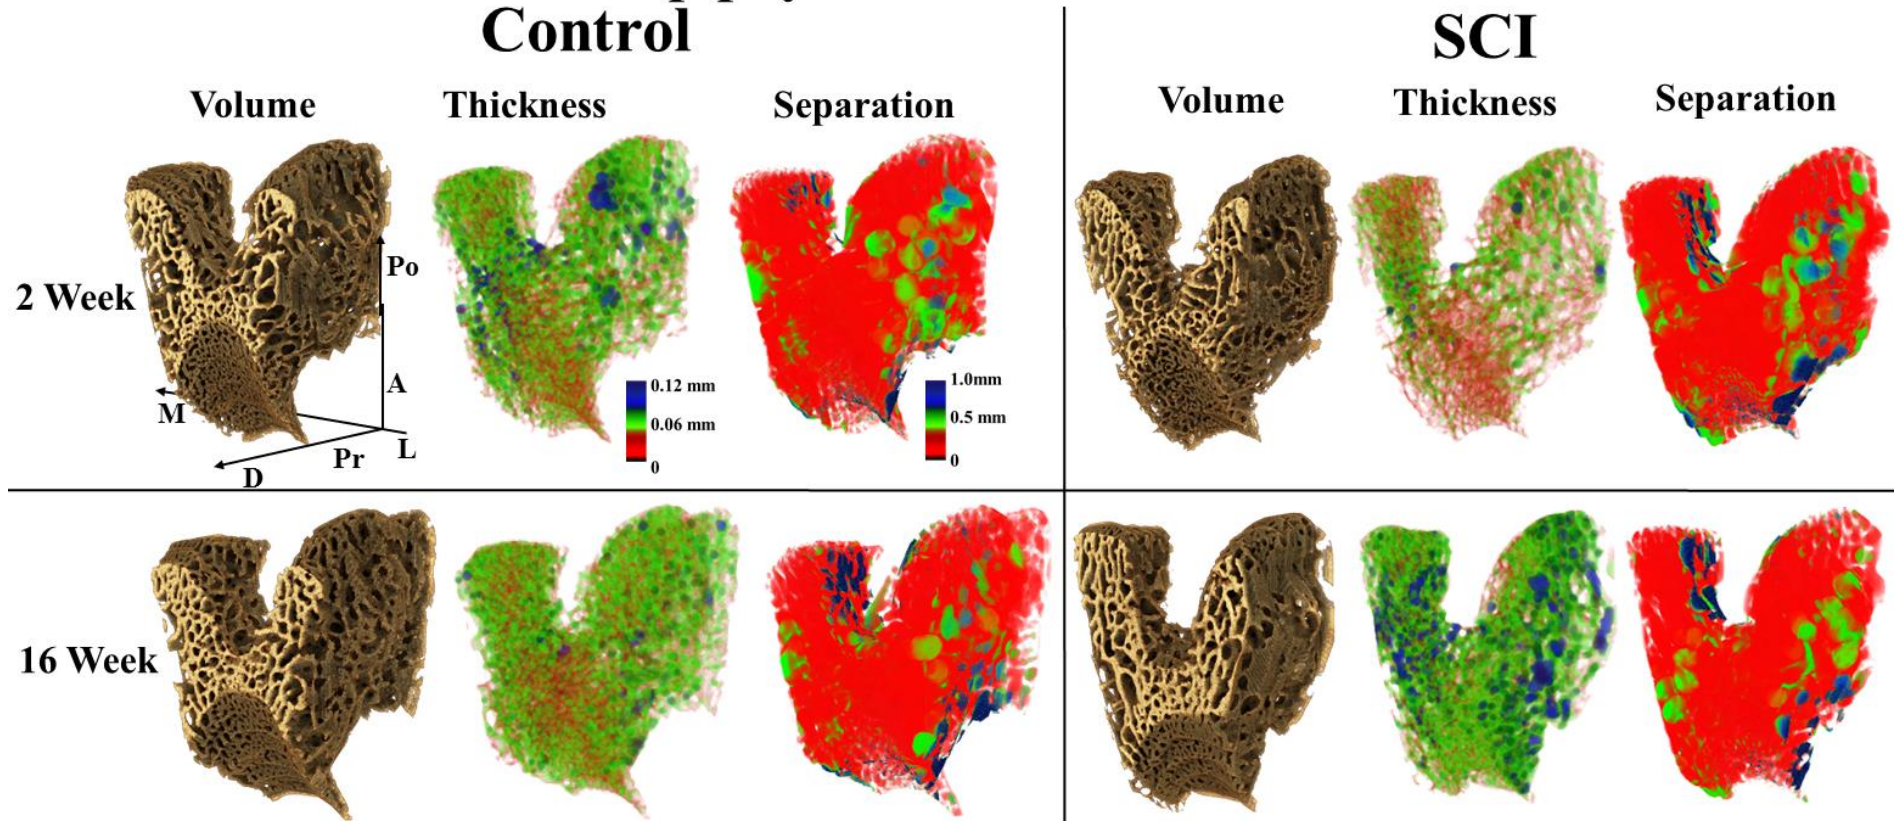 Control
SCI
Volume Thickness Separation
Volume Thickness Separation
2 Week
Po
A
M
L
Pr
D
0.12 mm
0.06 mm
0
1.0mm
0.5 mm
0
16 Week